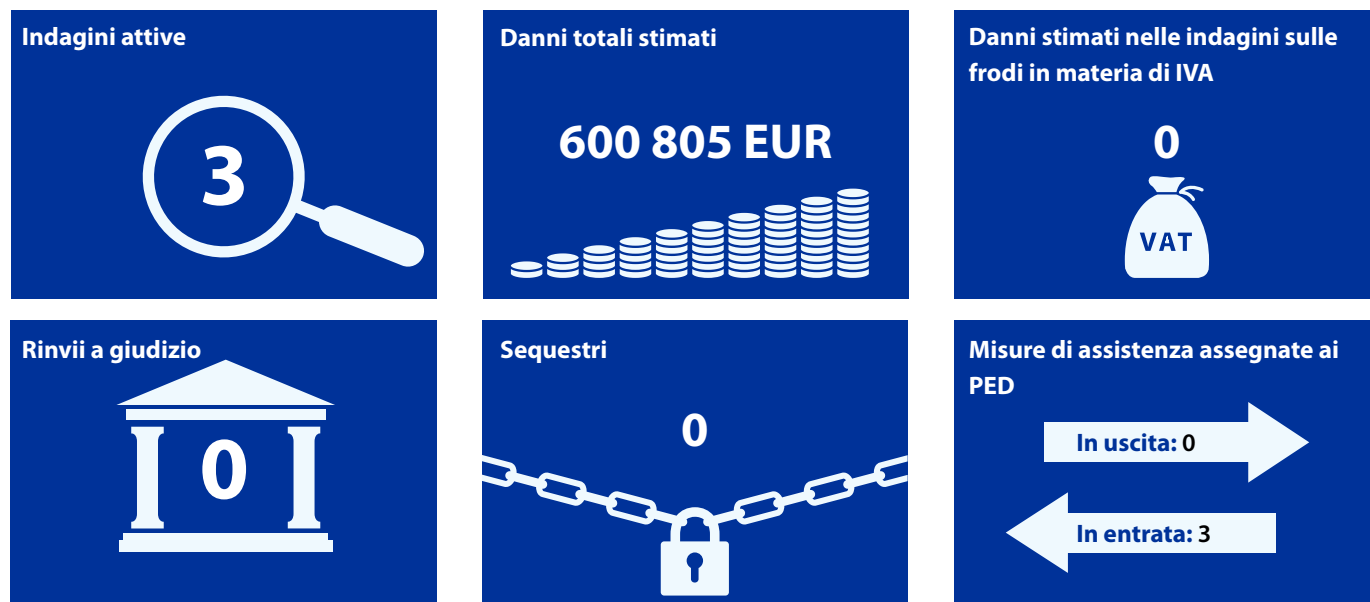 Indagini attive
3
Danni totali stimati
600 805 EUR
Danni stimati nelle indagini sulle
frodi in materia di IVA
0
VAT
Rinvii a giudizio
0
Sequestri
0
Misure di assistenza assegnate ai
PED
In uscita: 0
In entrata: 3